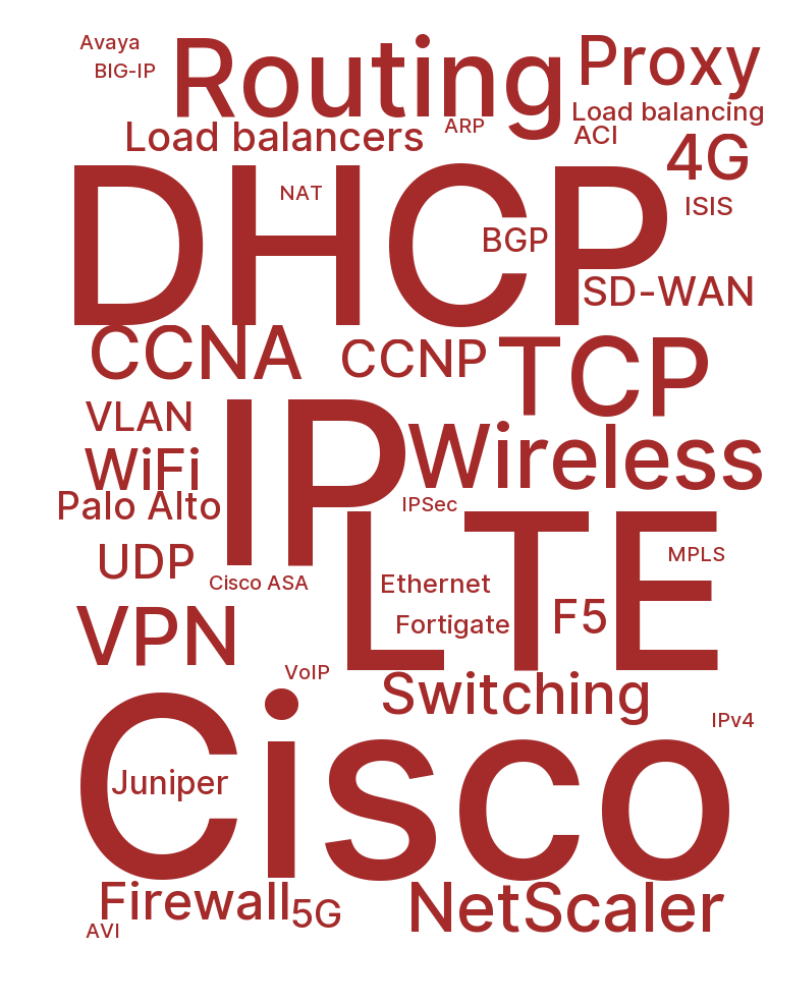 Avaya
BIG-IP
Routing
Proxy
Load balancing
Load balancers
ARP
ACI
4G
DHCP
NAT
ISIS
BGP
SD-WAN
CCNA
CCNP
TCP
VLAN
IP
Wireless
WiFi
Palo Alto
IPSec
LTE
UDP
MPLS
Cisco ASA
Ethernet
Fortigate
F5
VPN
VoIP
Switching
IPv4
Cisco
Juniper
Firewall
5G
NetScaler
AVI